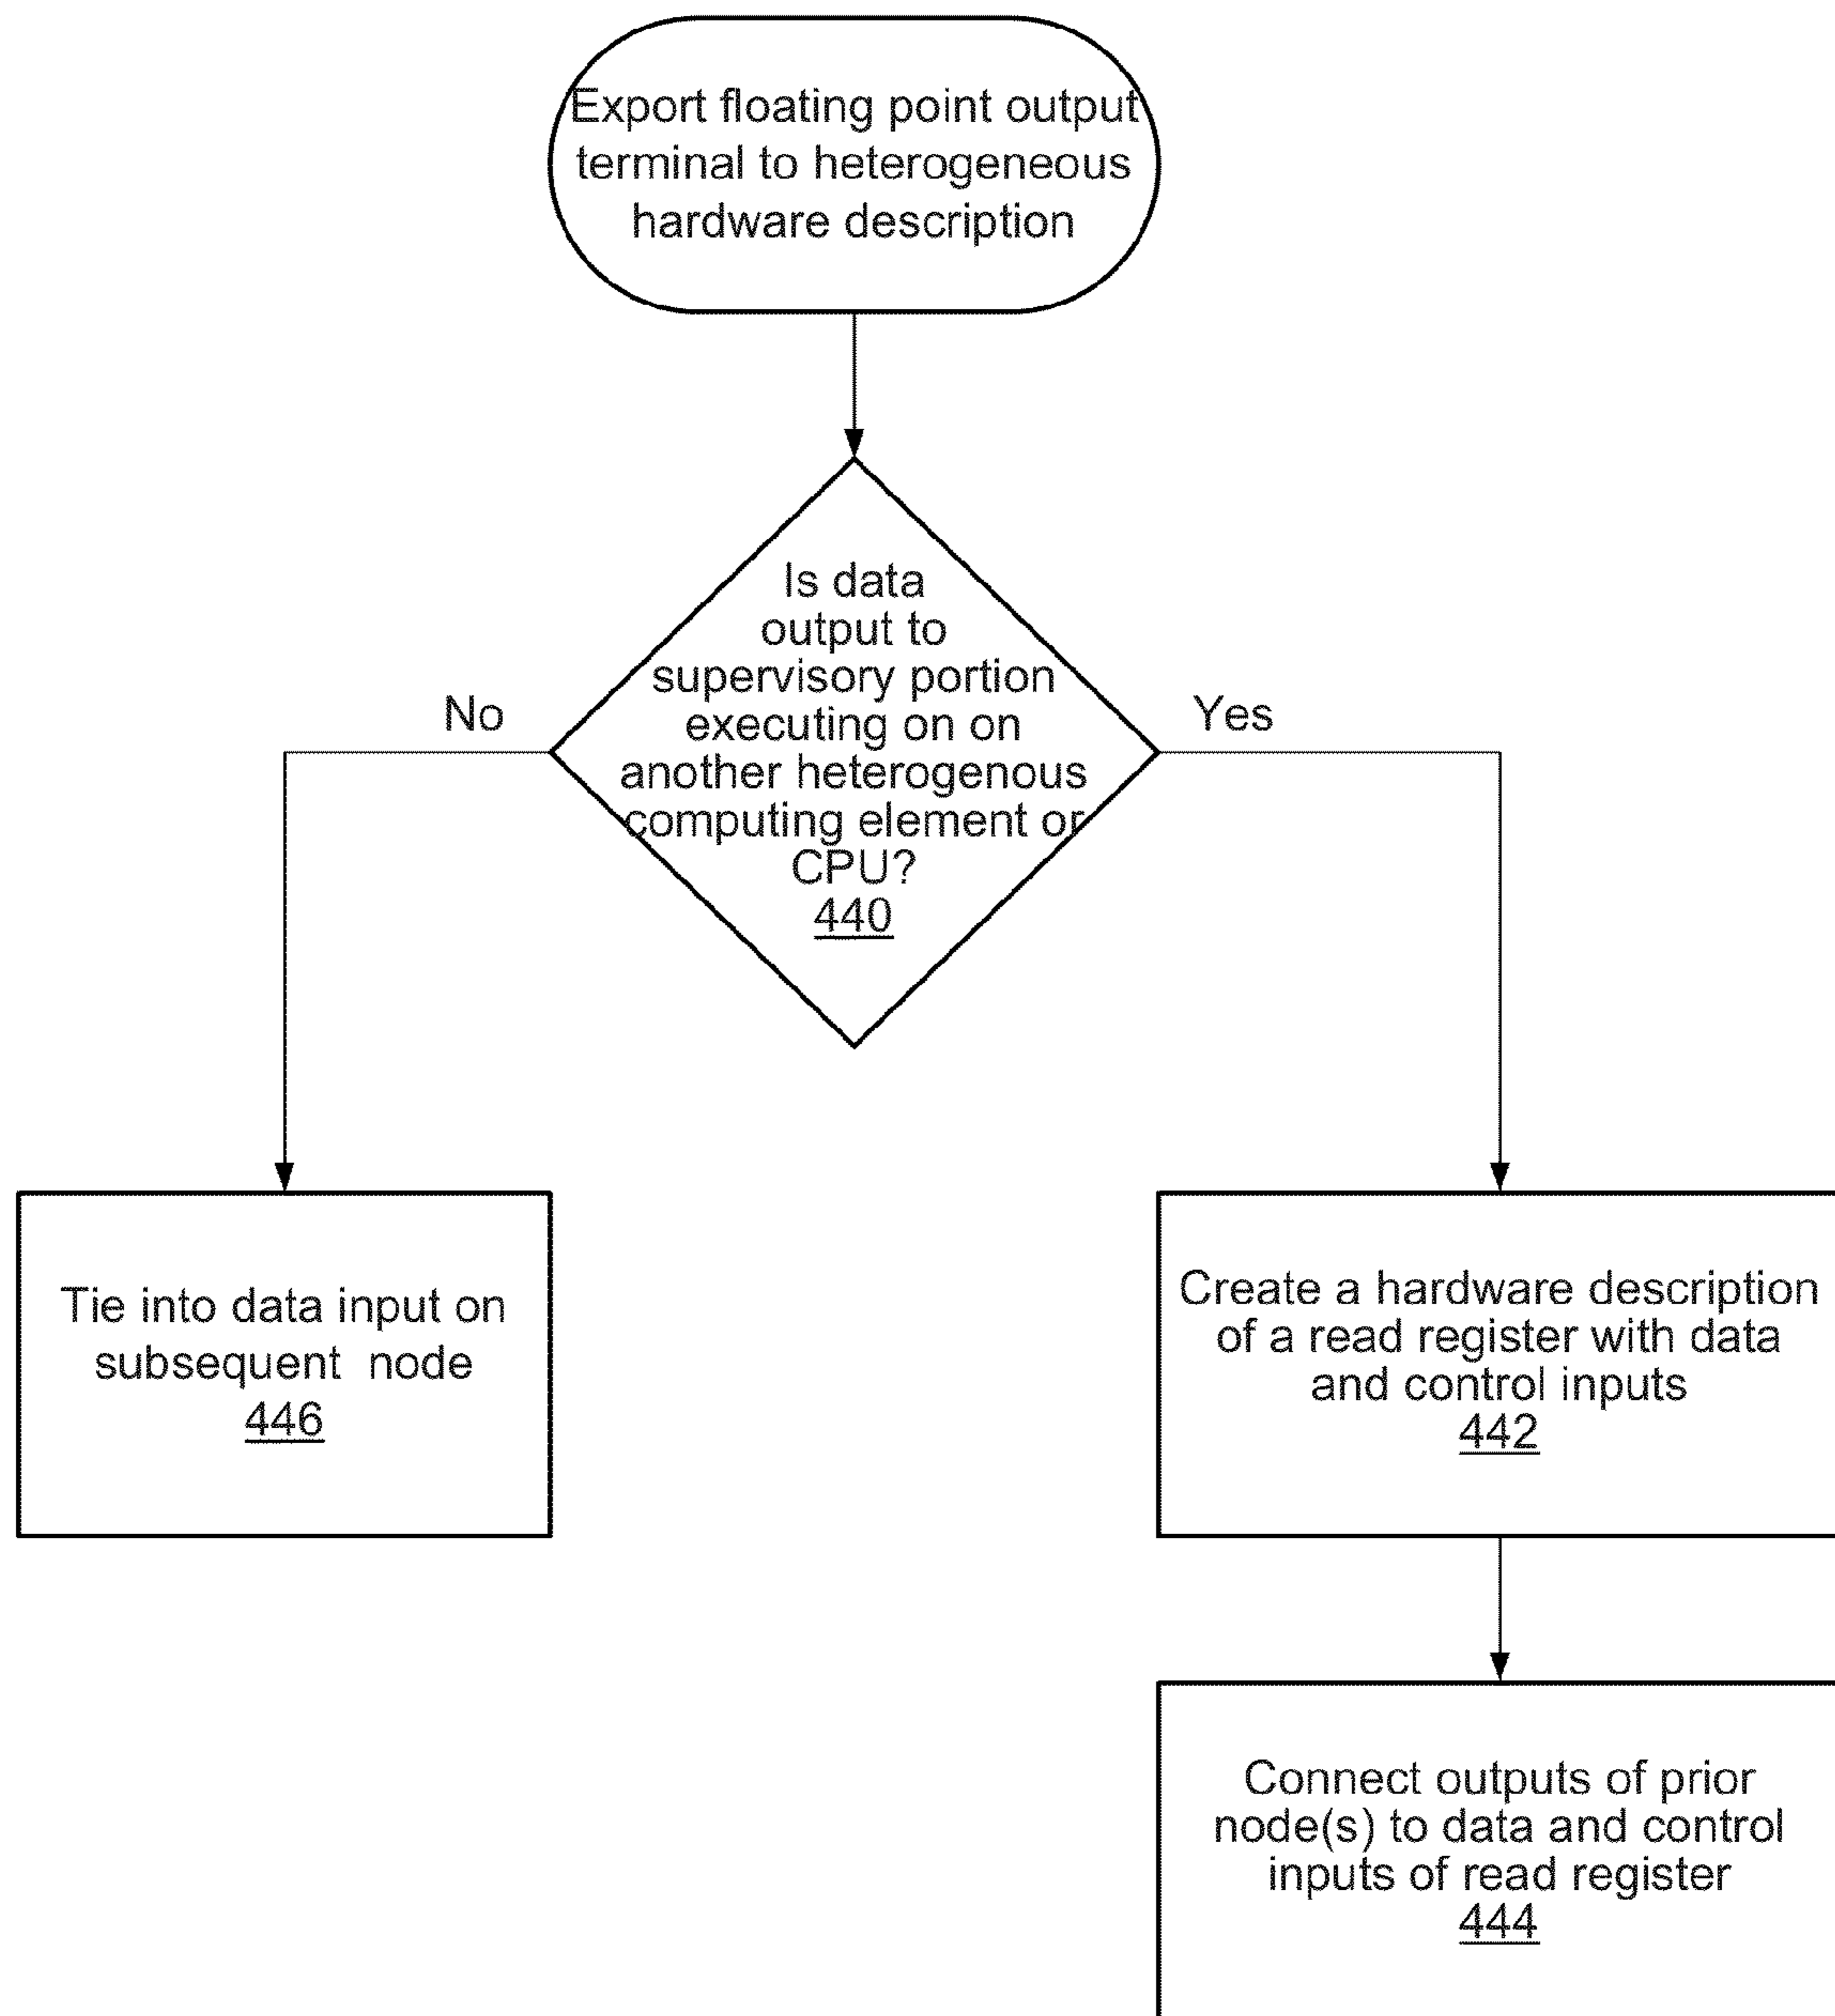 Export floating point output
terminal to heterogeneous
hardware description
Is data
output to
supervisory portion
executing on on
another heterogenous
computing element or
CPU?
440
No
Yes
Tie into data input on
subsequent node
446
Create a hardware description
of a read register with data
and control inputs
442
Connect outputs of prior
node(s) to data and control
inputs of read register
444